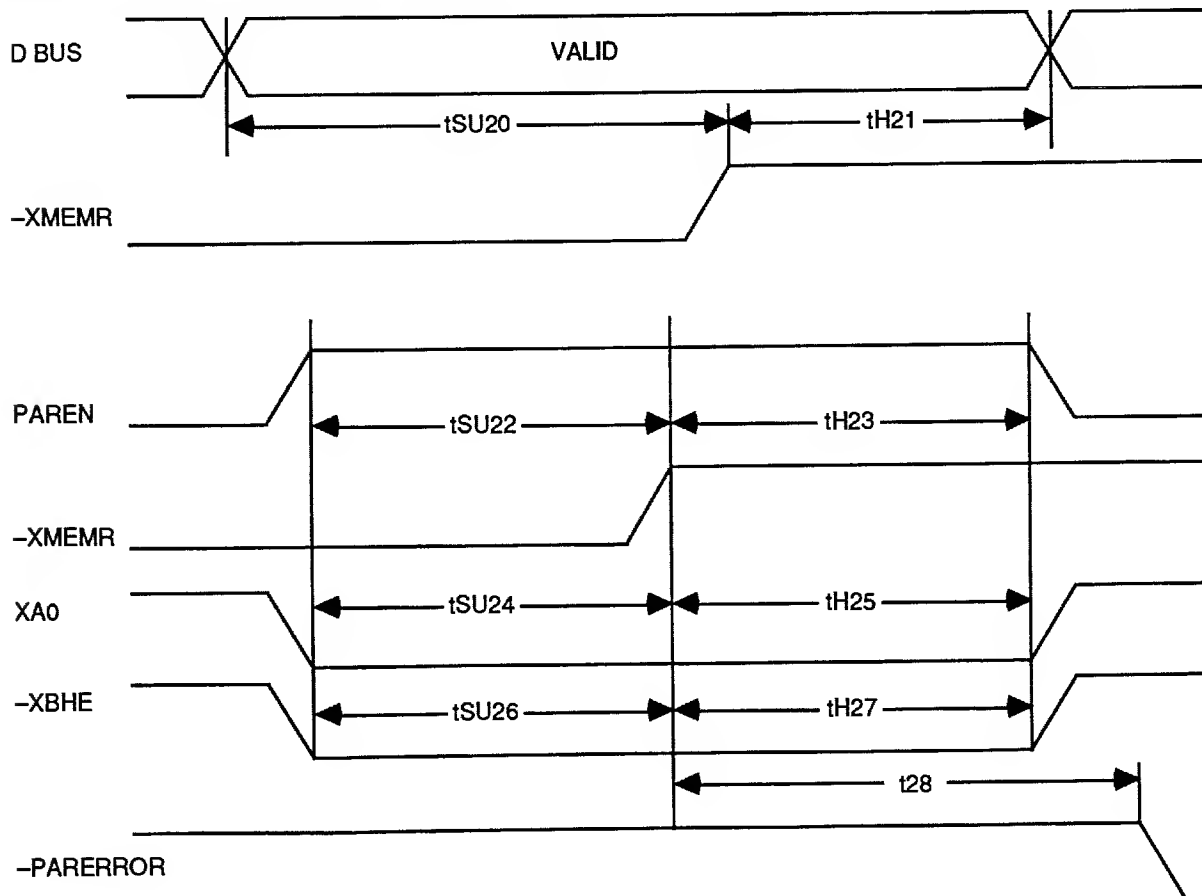 D BUS
VALID
tSU20
tH21
–XMEMR
PAREN
tSU22
tH23
–XMEMR
XA0
tSU24
tH25
–XBHE
tSU26
tH27
t28
–PARERROR